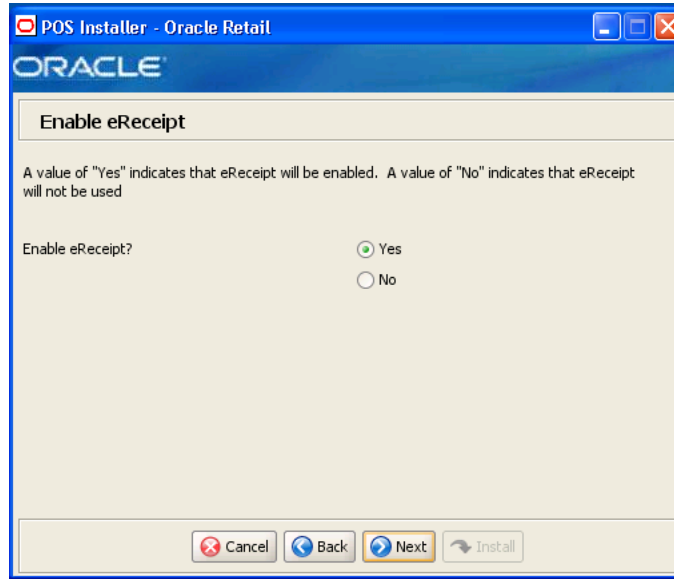 POS Installer - Oracle Retail
ORACLE
Enable eReceipt
A value of "Yes" indicates that eReceipt will be enabled. A value of "No" indicates that eReceipt
will not be used
Enable eReceipt?
Yes
No
Cancel Back Next Install